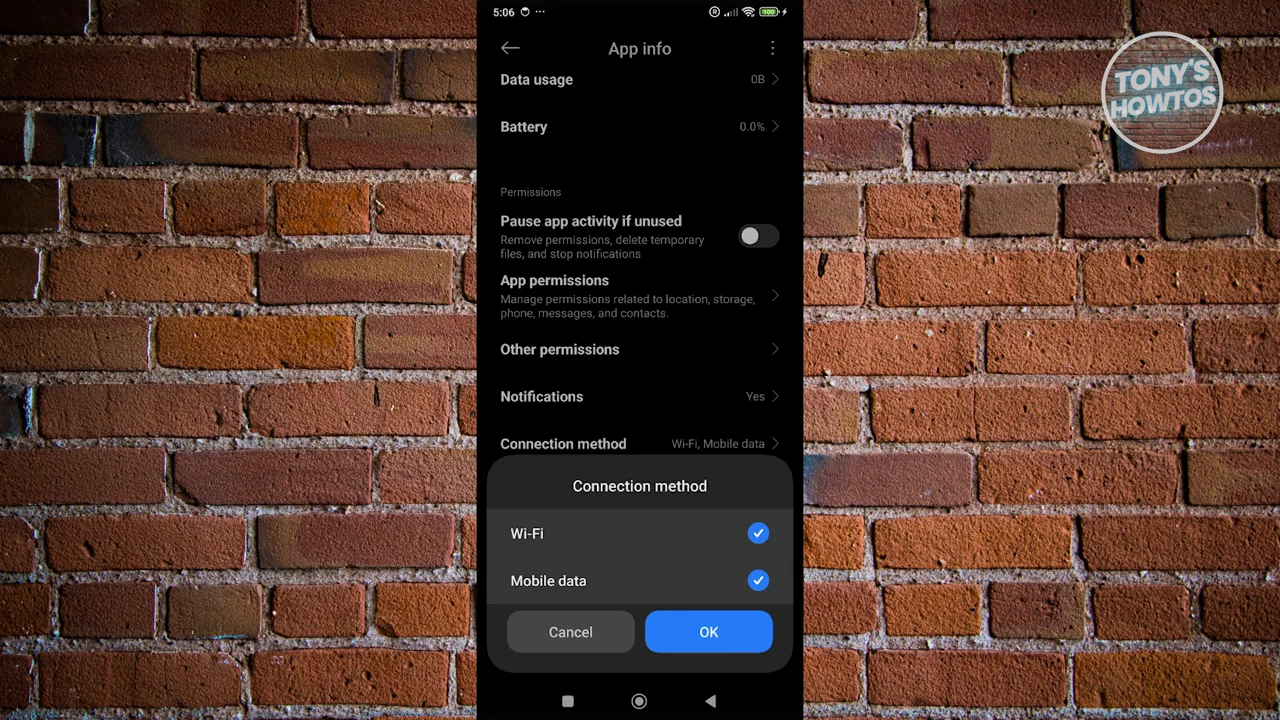 5:06
App info
Data usage 0B
Battery 0.0%
Permissions
Pause app activity if unused
Remove permissions, delete temporary
files, and stop notifications
App permissions
Manage permissions related to location, storage,
phone, messages, and contacts.
Other permissions
Notifications Yes
Connection method Wi-Fi, Mobile data
Connection method
Wi-Fi
Mobile data
Cancel OK
TONY'S
HOWTOS